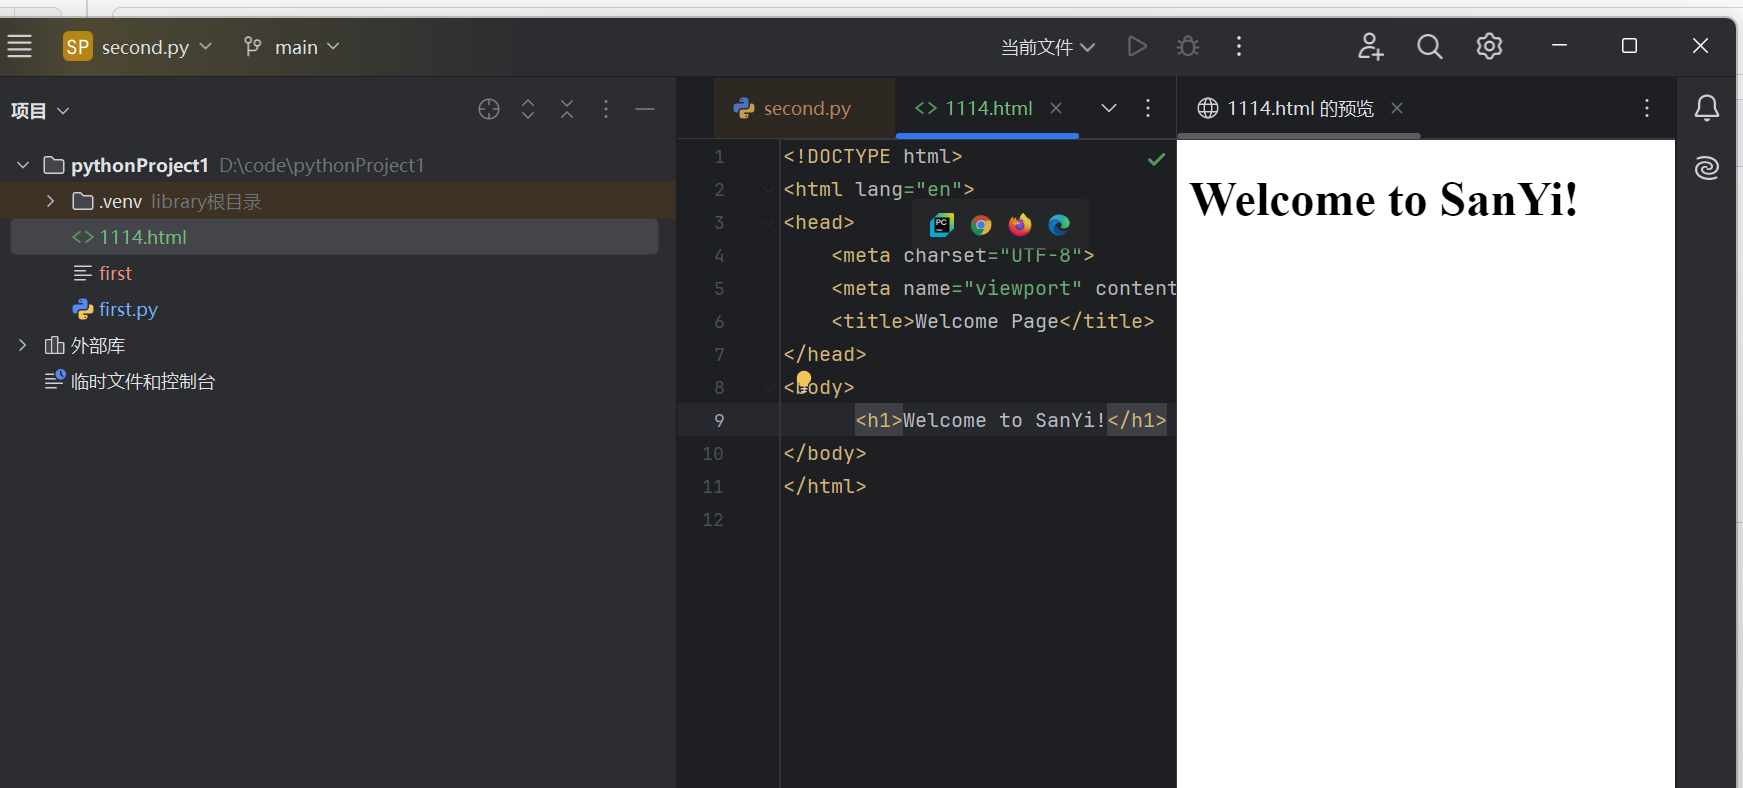 SP second.py main 当前文件
项目
second.py 1114.html 1114.html 的预览
pythonProject1 D:\code\pythonProject1
.venv library根目录
1114.html
first
first.py
外部库
临时文件和控制台
1 <!DOCTYPE html>
2 <html lang="en">
3 <head>
PC
4 <meta charset="UTF-8">
5 <meta name="viewport" content
6 <title>Welcome Page</title>
7 </head>
8 <body>
9 <h1>Welcome to SanYi!</h1>
10 </body>
11 </html>
12
Welcome to SanYi!